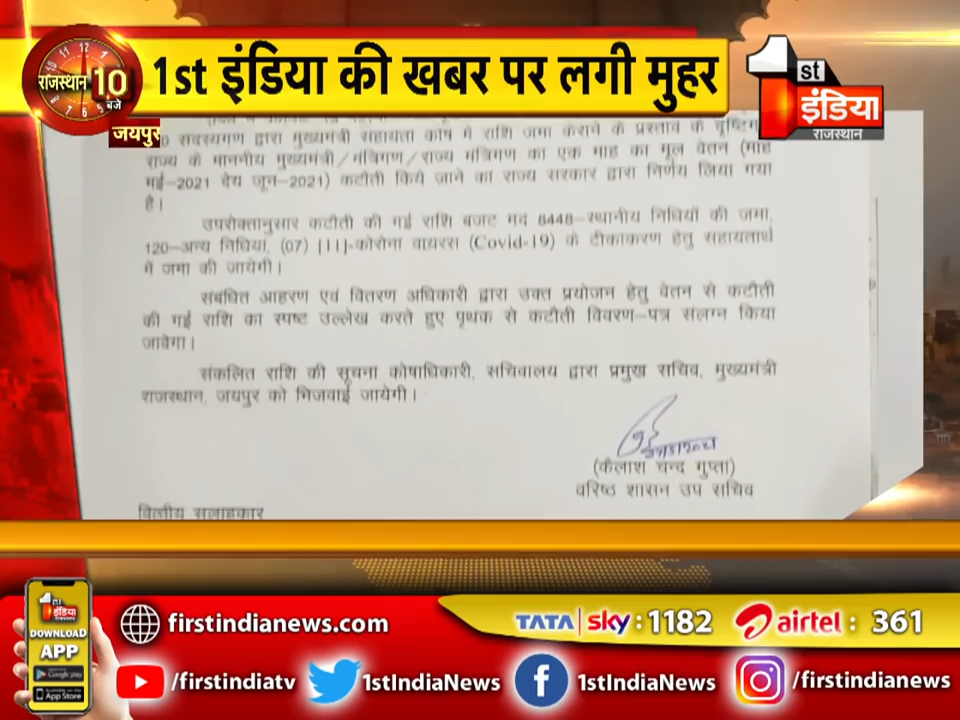 राजस्थान 10 बजे
1st इंडिया की खबर पर लगी मुहर
1st इंडिया
राजस्थान
जयपुर
सदस्यगण द्वारा मुख्यमंत्री सहायता कोष में राशि जमा कराने के प्रस्ताव के
राज्य के माननीय मुख्यमंत्री/मंत्रिगण/राज्य मंत्रिगण का एक माह का मूल वेतन (माह
मई-2021 देय जून-2021) कटौती किये जाने का राज्य सरकार द्वारा निर्णय लिया गया
है।
उपरोक्तानुसार कटौती की गई राशि बजट मद 8448-स्थानीय निधियों की जमा,
120-अन्य निधियां, (07) [11]-कोरोना वायरस (Covid-19) के टीकाकरण हेतु सहायतार्थ
में जमा की जायेगी।
संबंधित आहरण एवं वितरण अधिकारी द्वारा उक्त प्रयोजन हेतु वेतन से कटौती
की गई राशि का स्पष्ट उल्लेख करते हुए पृथक से कटौती विवरण-पत्र संलग्न किया
जावेगा।
संकलित राशि की सूचना कोषाधिकारी, सचिवालय द्वारा प्रमुख सचिव, मुख्यमंत्री
राजस्थान, जयपुर को भिजवाई जायेगी।
(कैलाश चन्द गुप्ता)
वरिष्ठ शासन उप सचिव
वित्तीय सलाहकार
1st इंडिया
DOWNLOAD
APP
Google play
App Store
firstindianews.com
TATA sky : 1182
airtel : 361
/firstindiatv
1stIndiaNews
1stIndiaNews
/firstindianews